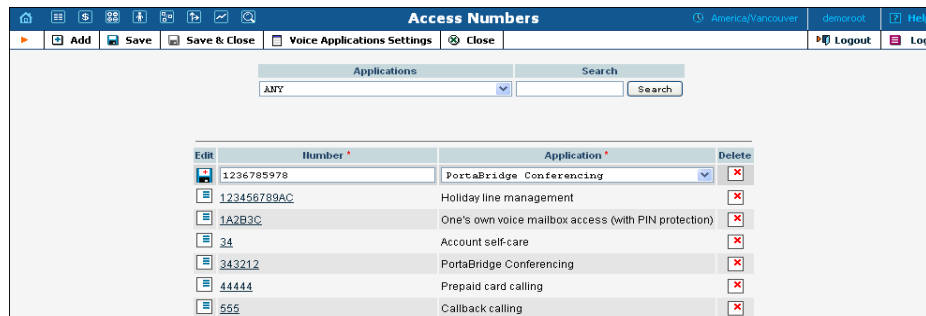 Access Numbers America/Vancouver demoroot Help
Add Save Save & Close Voice Applications Settings Close Logout Log
Applications Search
ANY Search
Edit Number * Application * Delete
1236785978 PortaBridge Conferencing
123456789AC Holiday line management
1A2B3C One's own voice mailbox access (with PIN protection)
34 Account self-care
343212 PortaBridge Conferencing
44444 Prepaid card calling
555 Callback calling